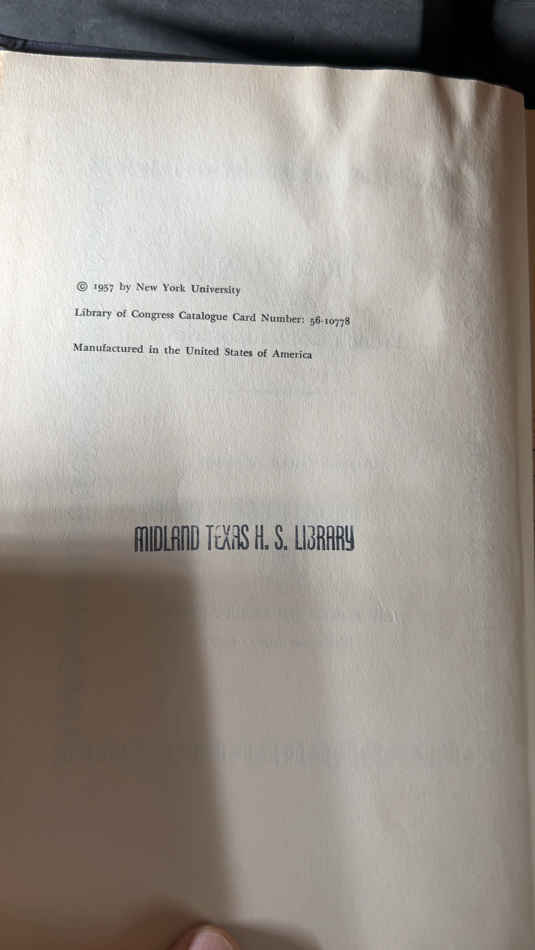 © 1957 by New York University
Library of Congress Catalogue Card Number: 56-10778
Manufactured in the United States of America
MIDLAND TEXAS H. S. LIBRARY